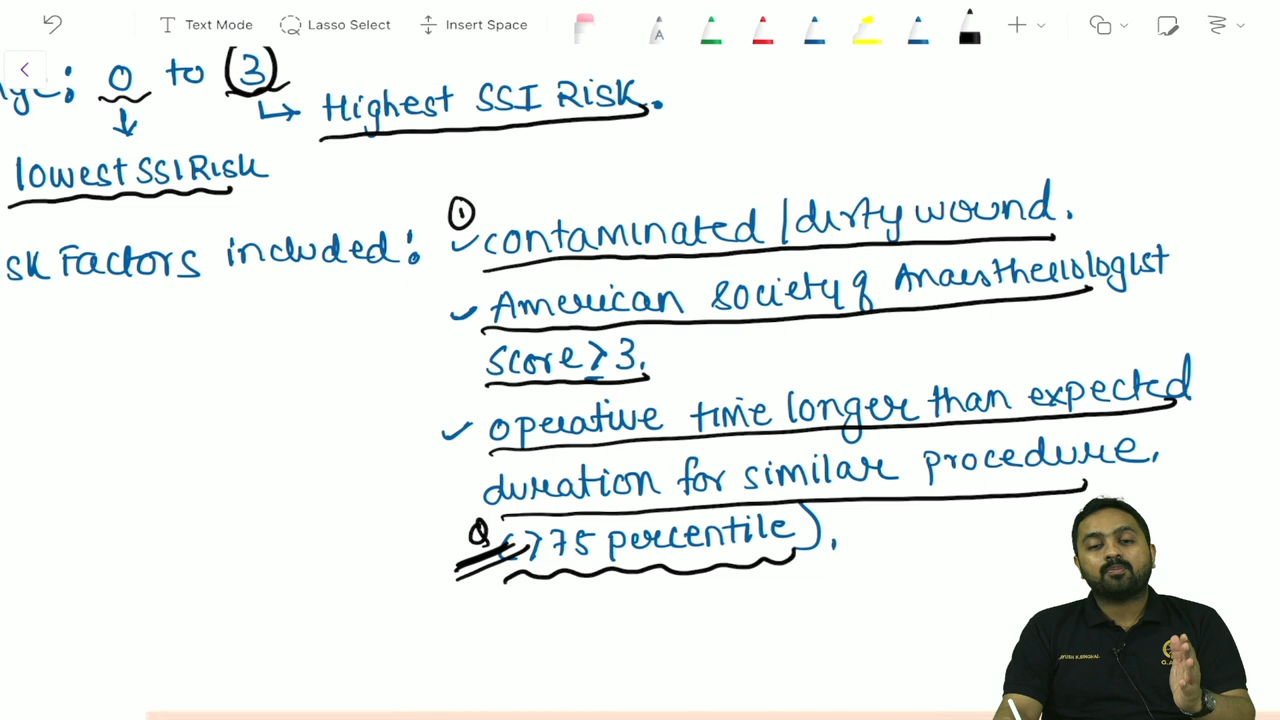 Text Mode Lasso Select Insert Space
A
0 to 3
↳ Highest SSI Risk.
lowest SSI Risk
sk Factors included:
① ✓ contaminated / dirty wound.
✓ American society of Anaesthesiologist
score ≥ 3.
✓ operative time longer than expected
duration for similar procedure.
Q (>75 percentile).